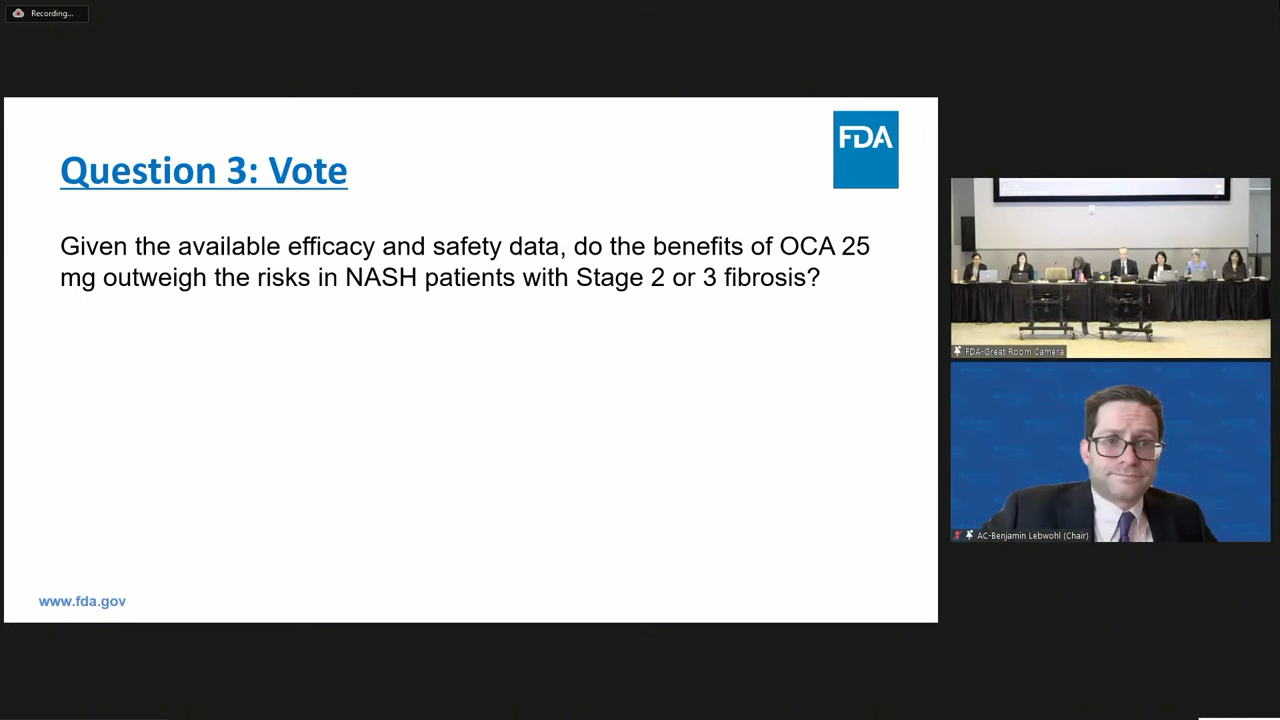 Recording...
FDA
Question 3: Vote
Given the available efficacy and safety data, do the benefits of OCA 25
mg outweigh the risks in NASH patients with Stage 2 or 3 fibrosis?
www.fda.gov
FDA-Great Room Camera
AC-Benjamin Lebwohl (Chair)